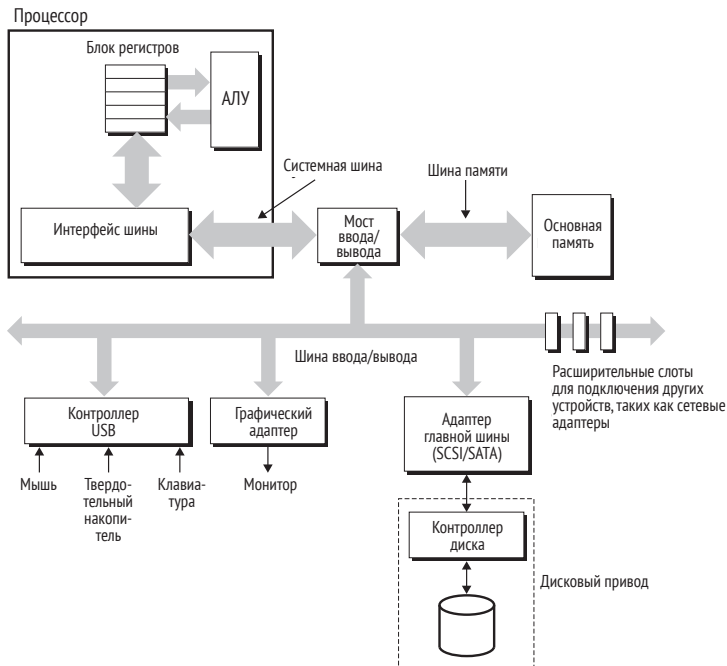 Процессор
Блок регистров
АЛУ
Системная шина
Шина памяти
Интерфейс шины
Мост
ввода/
вывода
Основная
память
Шина ввода/вывода
Расширительные слоты
для подключения других
устройств, таких как сетевые
адаптеры
Контроллер
USB
Графический
адаптер
Адаптер
главной шины
(SCSI/SATA)
Мышь
Твердо-
тельный
накопи-
тель
Клавиа-
тура
Монитор
Контроллер
диска
Дисковый привод